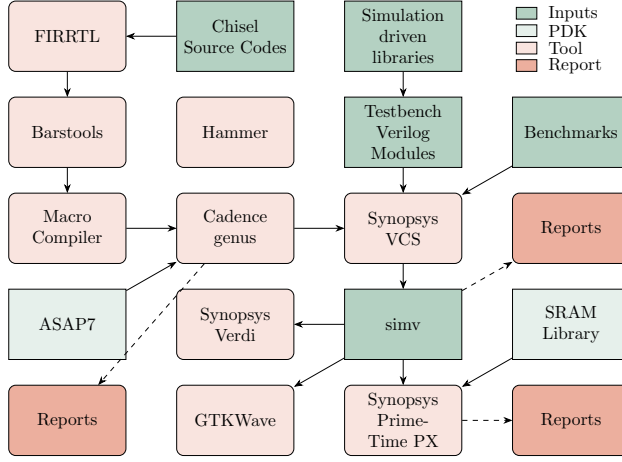 FIRRTL
Chisel
Source Codes
Simulation
driven
libraries
Inputs
PDK
Tool
Report
Barstools
Hammer
Testbench
Verilog
Modules
Benchmarks
Macro
Compiler
Cadence
genus
Synopsys
VCS
Reports
ASAP7
Synopsys
Verdi
simv
SRAM
Library
Reports
GTKWave
Synopsys
Prime-
Time PX
Reports